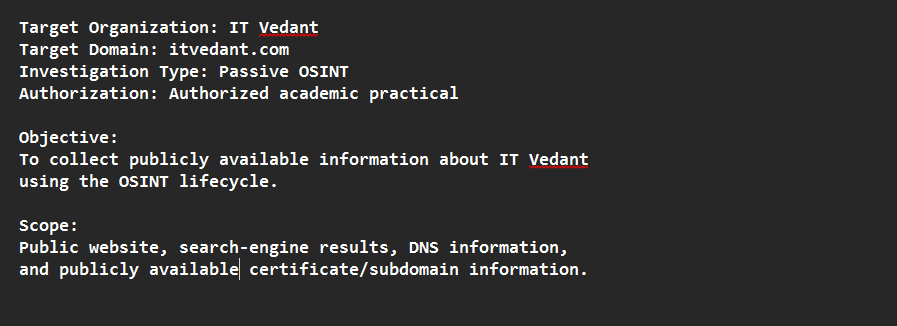 Target Organization: IT Vedant
Target Domain: itvedant.com
Investigation Type: Passive OSINT
Authorization: Authorized academic practical
Objective:
To collect publicly available information about IT Vedant
using the OSINT lifecycle.
Scope:
Public website, search-engine results, DNS information,
and publicly available certificate/subdomain information.